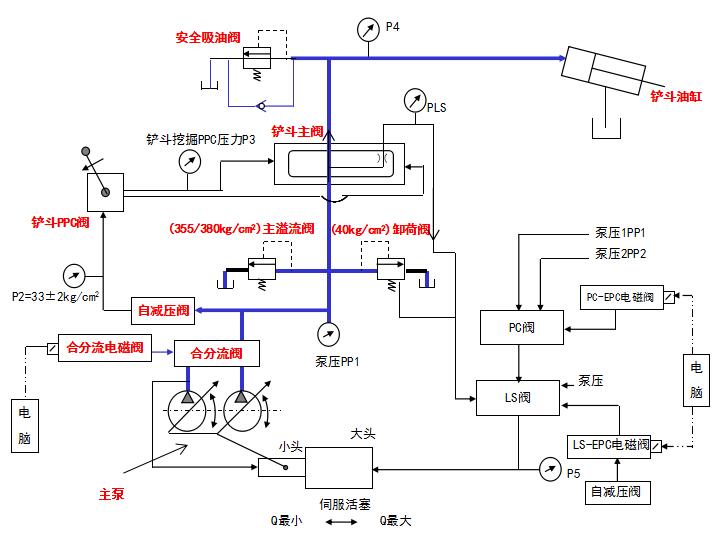 安全吸油阀
P4
铲斗油缸
PLS
铲斗主阀
铲斗挖掘PPC压力P3
铲斗PPC阀
(355/380kg/cm²)主溢流阀
(40kg/cm²)卸荷阀
泵压1PP1
泵压2PP2
P2=33±2kg/cm²
PC-EPC电磁阀
自减压阀
PC阀
合分流电磁阀
合分流阀
泵压PP1
电
脑
泵压
LS阀
电
脑
大头
小头
LS-EPC电磁阀
P5
主泵
自减压阀
伺服活塞
Q最小
Q最大